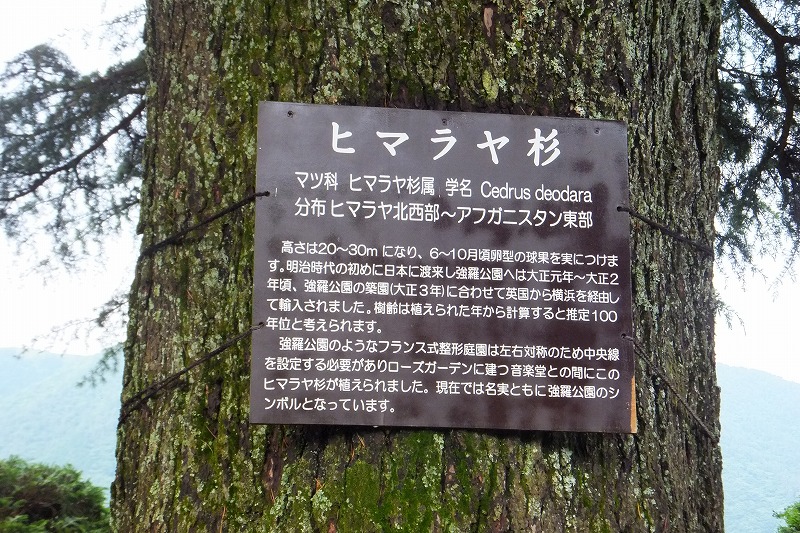 ヒマラヤ杉
マツ科 ヒマラヤ杉属 学名 Cedrus deodara
分布 ヒマラヤ北西部～アフガニスタン東部
高さは20～30m になり、6～10月頃卵型の球果を実につけま
す。明治時代の初めに日本に渡来し強羅公園へは大正元年～大正2
年頃、強羅公園の築園(大正３年)に合わせて英国から横浜を経由し
て輸入されました。樹齢は植えられた年から計算すると推定100
年位と考えられます。
強羅公園のようなフランス式整形庭園は左右対称のため中央線
を設定する必要がありローズガーデンに建つ音楽堂との間にこの
ヒマラヤ杉が植えられました。現在では名実ともに強羅公園のシ
ンボルとなっています。